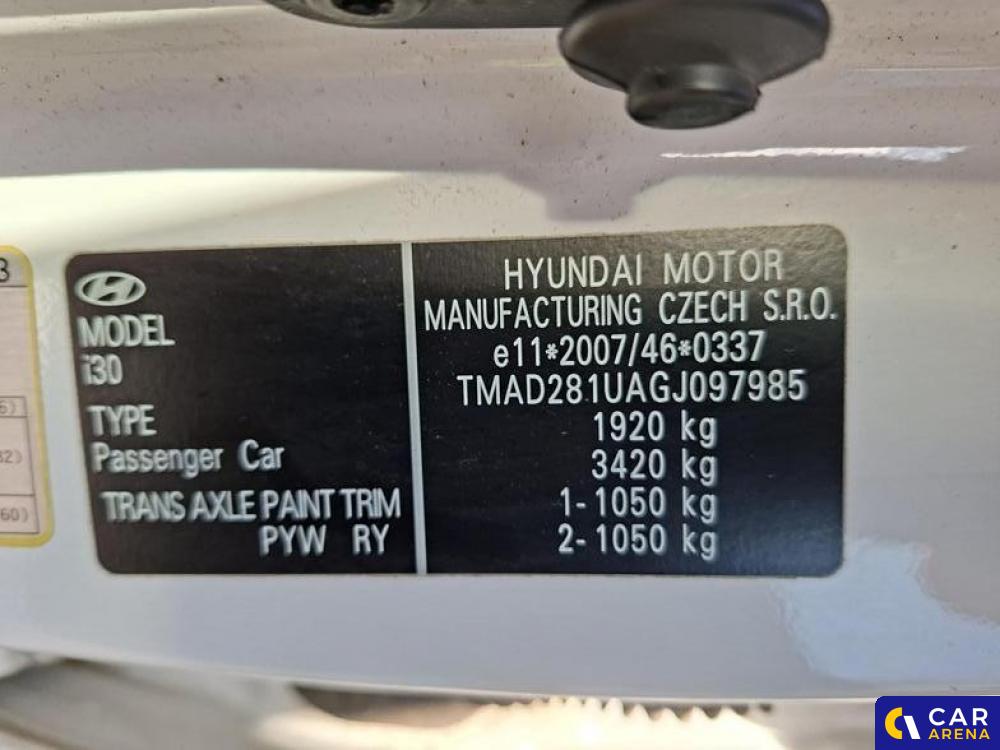 MODEL
i30
TYPE
Passenger Car
TRANS AXLE PAINT TRIM
PYW RY
HYUNDAI MOTOR
MANUFACTURING CZECH S.R.O.
e11*2007/46*0337
TMAD281UAGJ097985
1920 kg
3420 kg
1-1050 kg
2-1050 kg
60)
CAR
ARENA